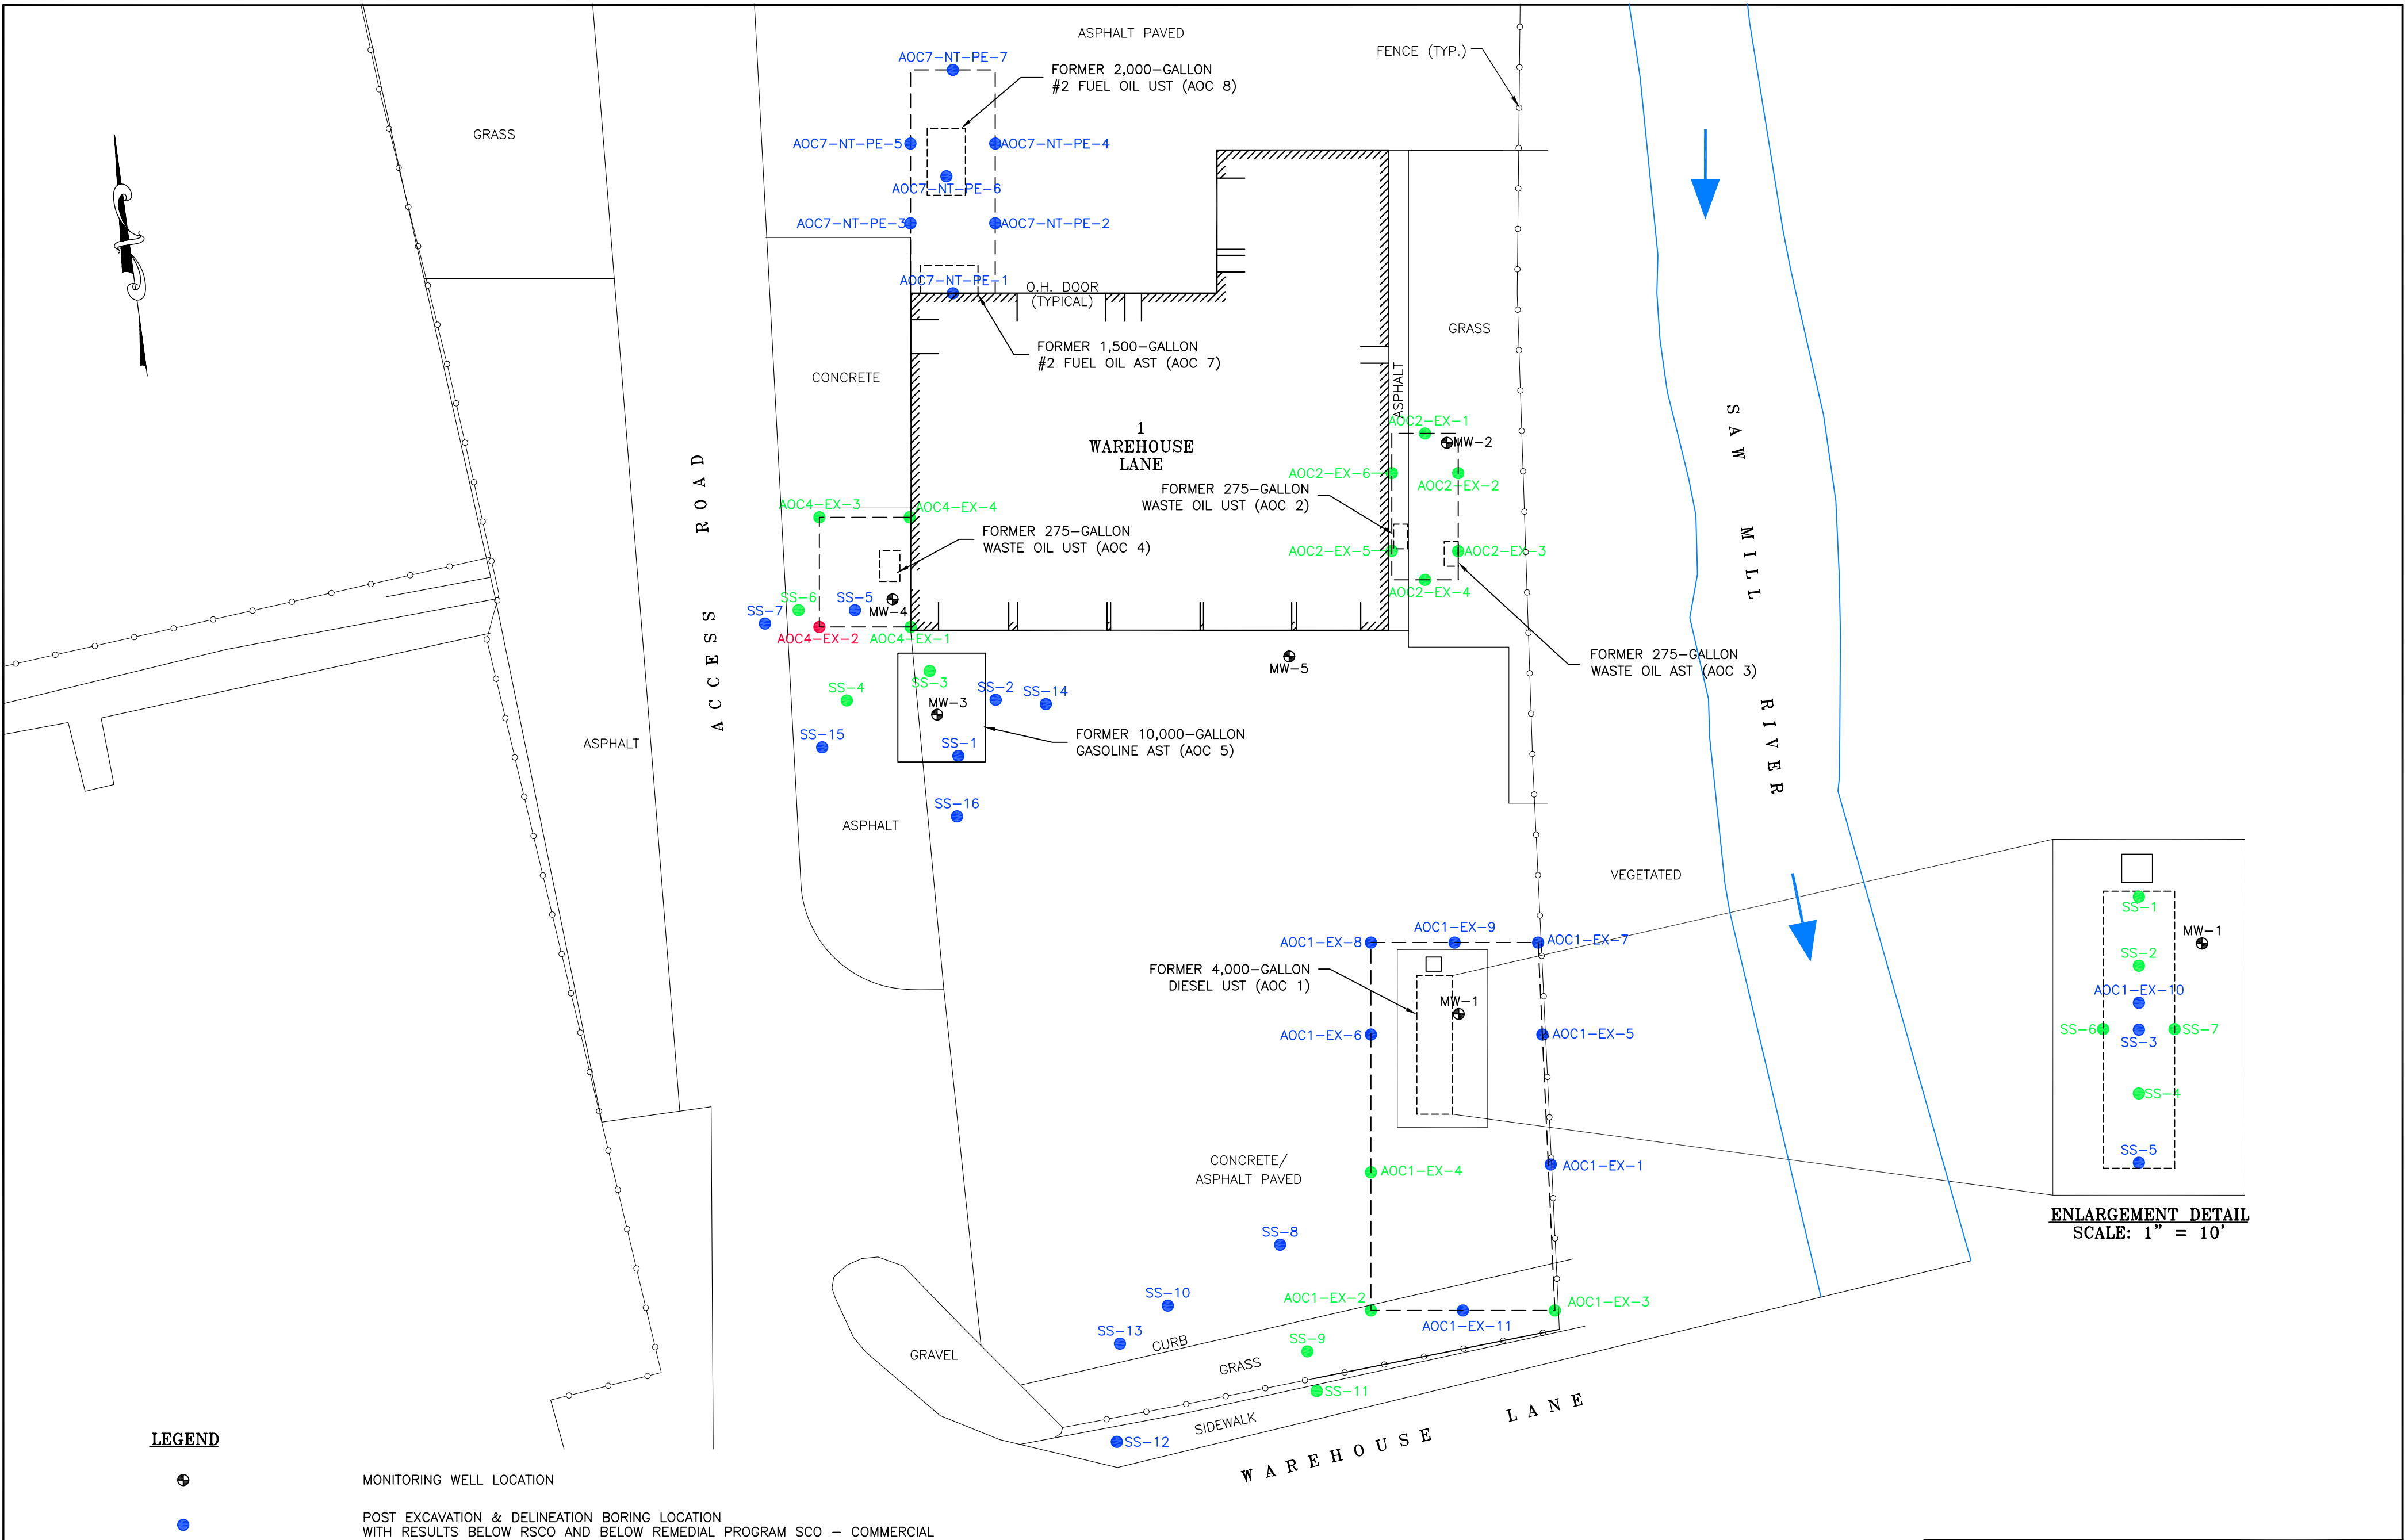 ASPHALT PAVED
FENCE (TYP.)
AOC7-NT-PE-7
FORMER 2,000-GALLON
#2 FUEL OIL UST (AOC 8)
GRASS
AOC7-NT-PE-5
AOC7-NT-PE-4
AOC7-NT-PE-6
AOC7-NT-PE-3
AOC7-NT-PE-2
AOC7-NT-PE-1
O.H. DOOR
(TYPICAL)
GRASS
FORMER 1,500-GALLON
#2 FUEL OIL AST (AOC 7)
CONCRETE
ASPHALT
1
WAREHOUSE
LANE
AOC2-EX-1
MW-2
AOC2-EX-6
AOC2-EX-2
FORMER 275-GALLON
WASTE OIL UST (AOC 2)
AOC2-EX-5
AOC2-EX-3
AOC2-EX-4
SAW MILL RIVER
ACCESS ROAD
AOC4-EX-3
AOC4-EX-4
FORMER 275-GALLON
WASTE OIL UST (AOC 4)
SS-6
SS-5
SS-7
MW-4
AOC4-EX-2
AOC4-EX-1
MW-5
FORMER 275-GALLON
WASTE OIL AST (AOC 3)
SS-4
SS-3
SS-2
SS-14
MW-3
SS-15
SS-1
FORMER 10,000-GALLON
GASOLINE AST (AOC 5)
ASPHALT
SS-16
ASPHALT
VEGETATED
AOC1-EX-8
AOC1-EX-9
AOC1-EX-7
FORMER 4,000-GALLON
DIESEL UST (AOC 1)
MW-1
AOC1-EX-6
AOC1-EX-5
CONCRETE/
ASPHALT PAVED
AOC1-EX-4
AOC1-EX-1
SS-8
SS-10
AOC1-EX-2
AOC1-EX-3
SS-13
CURB
SS-9
AOC1-EX-11
GRAVEL
GRASS
SS-11
SIDEWALK
SS-12
WAREHOUSE LANE
SS-1
MW-1
SS-2
AOC1-EX-10
SS-6
SS-7
SS-3
SS-4
SS-5
ENLARGEMENT DETAIL
SCALE: 1" = 10'
LEGEND
MONITORING WELL LOCATION
POST EXCAVATION & DELINEATION BORING LOCATION
WITH RESULTS BELOW RSCO AND BELOW REMEDIAL PROGRAM SCO - COMMERCIAL